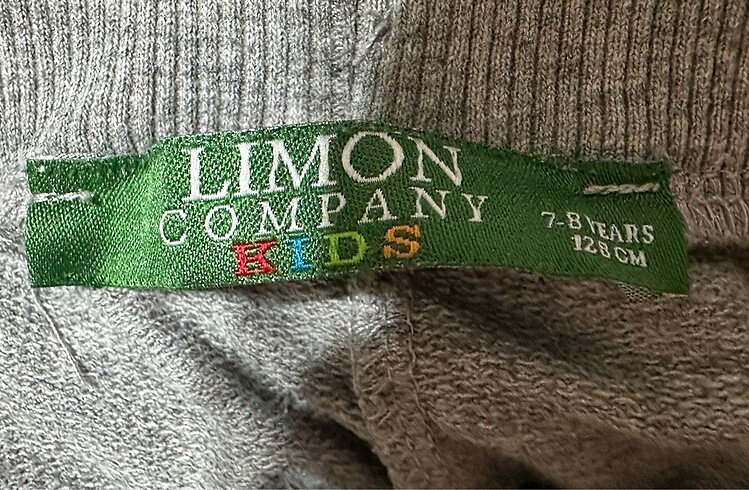 LIMON
COMPANY
KIDS
7-8 YEARS
128 CM